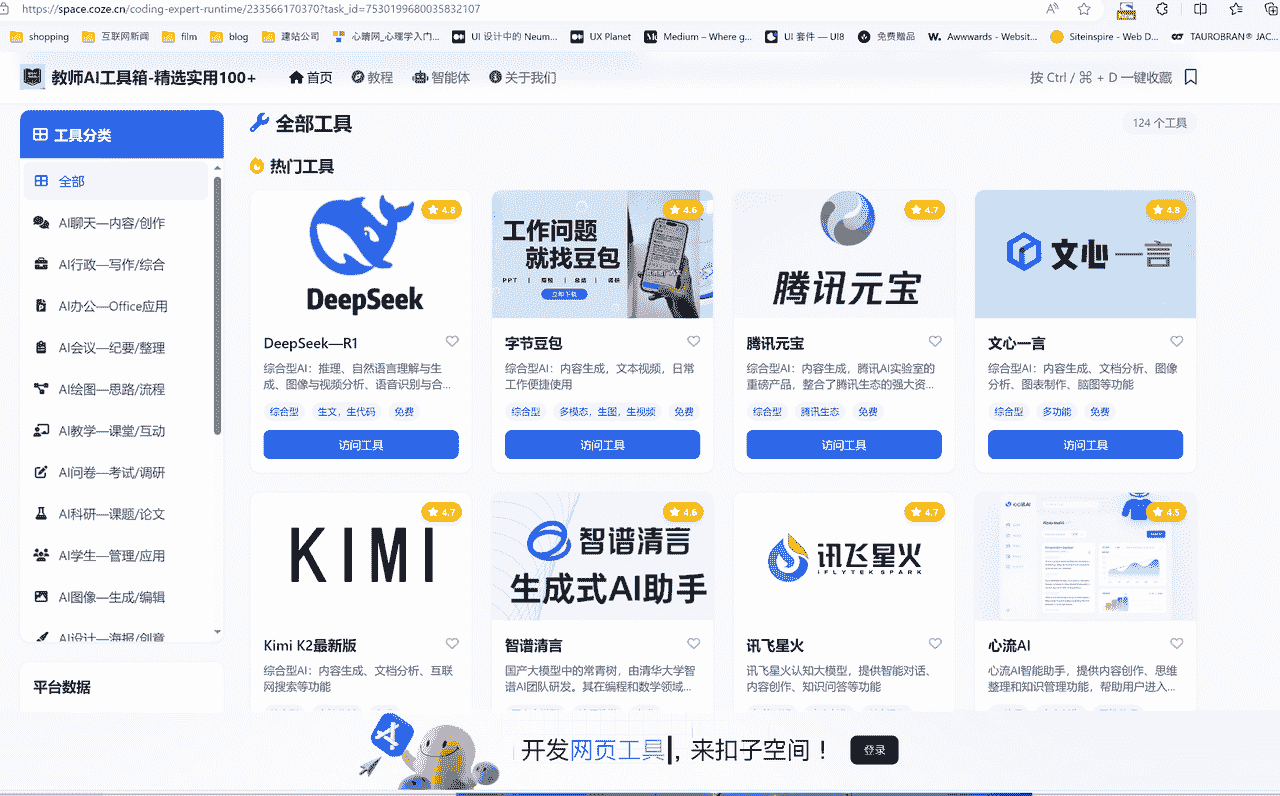 https://space.coze.cn/coding-expert-runtime/233566170370?task_id=7530199680035832107
shopping 互联网新闻 film blog 建站公司 心晴网_心理学入门... UI 设计中的 Neum... UX Planet Medium – Where g... UI 套件 — UI8 免费赠品 Awwwards - Websit... Siteinspire - Web D... TAUROBRAN® JAC...
教师AI工具箱-精选实用100+ 首页 教程 智能体 关于我们 按 Ctrl / ⌘ + D 一键收藏
工具分类
全部
AI聊天—内容/创作
AI行政—写作/综合
AI办公—Office应用
AI会议—纪要/整理
AI绘图—思路/流程
AI教学—课堂/互动
AI问卷—考试/调研
AI科研—课题/论文
AI学生—管理/应用
AI图像—生成/编辑
AI设计—海报/创意
平台数据
全部工具 124 个工具
热门工具
4.8
DeepSeek
DeepSeek—R1
综合型AI：推理、自然语言理解与生
成、图像与视频分析、语音识别与合...
综合型 生文，生代码 免费
访问工具
4.6
工作问题
就找豆包
立即下载
字节豆包
综合型AI：内容生成，文本视频，日常
工作便捷使用
综合型 多模态，生图，生视频 免费
访问工具
4.7
腾讯元宝
腾讯元宝
综合型AI：内容生成，腾讯AI实验室的
重磅产品，整合了腾讯生态的强大资...
综合型 腾讯生态 免费
访问工具
4.8
文心一言
文心一言
综合型AI：内容生成、文档分析、图像
分析、图表制作、脑图等功能
综合型 多功能 免费
访问工具
4.7
KIMI
Kimi K2最新版
综合型AI：内容生成、文档分析、互联
网搜索等功能
4.6
智谱清言
生成式AI助手
智谱清言
国产大模型中的常青树，由清华大学智
谱AI团队研发。其在编程和数学领域...
4.7
讯飞星火
IFLYTEK SPARK
讯飞星火
讯飞星火认知大模型，提供智能对话、
内容创作、知识问答等功能
4.5
心流AI
心流AI智能助手，提供内容创作、思维
整理和知识管理功能，帮助用户进入...
开发网页工具，来扣子空间！ 登录